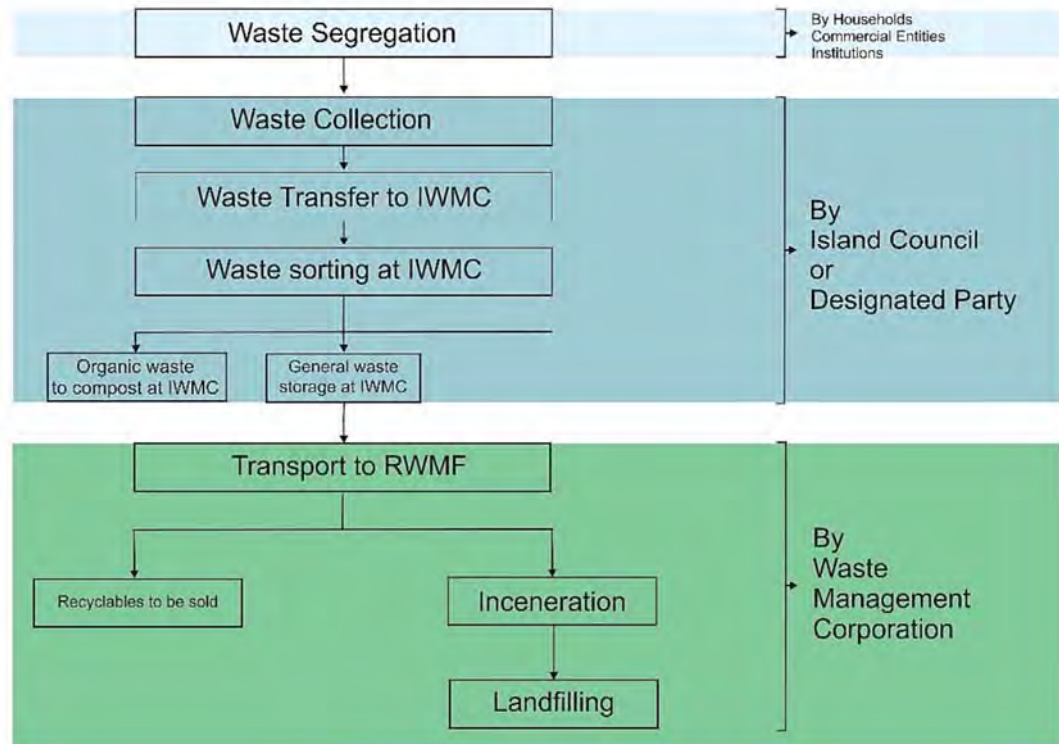 Waste Segregation
By Households
Commercial Entities
Institutions
Waste Collection
Waste Transfer to IWMC
Waste sorting at IWMC
Organic waste
to compost at IWMC
General waste
storage at IWMC
By
Island Council
or
Designated Party
Transport to RWMF
Recyclables to be sold
Inceneration
Landfilling
By
Waste
Management
Corporation